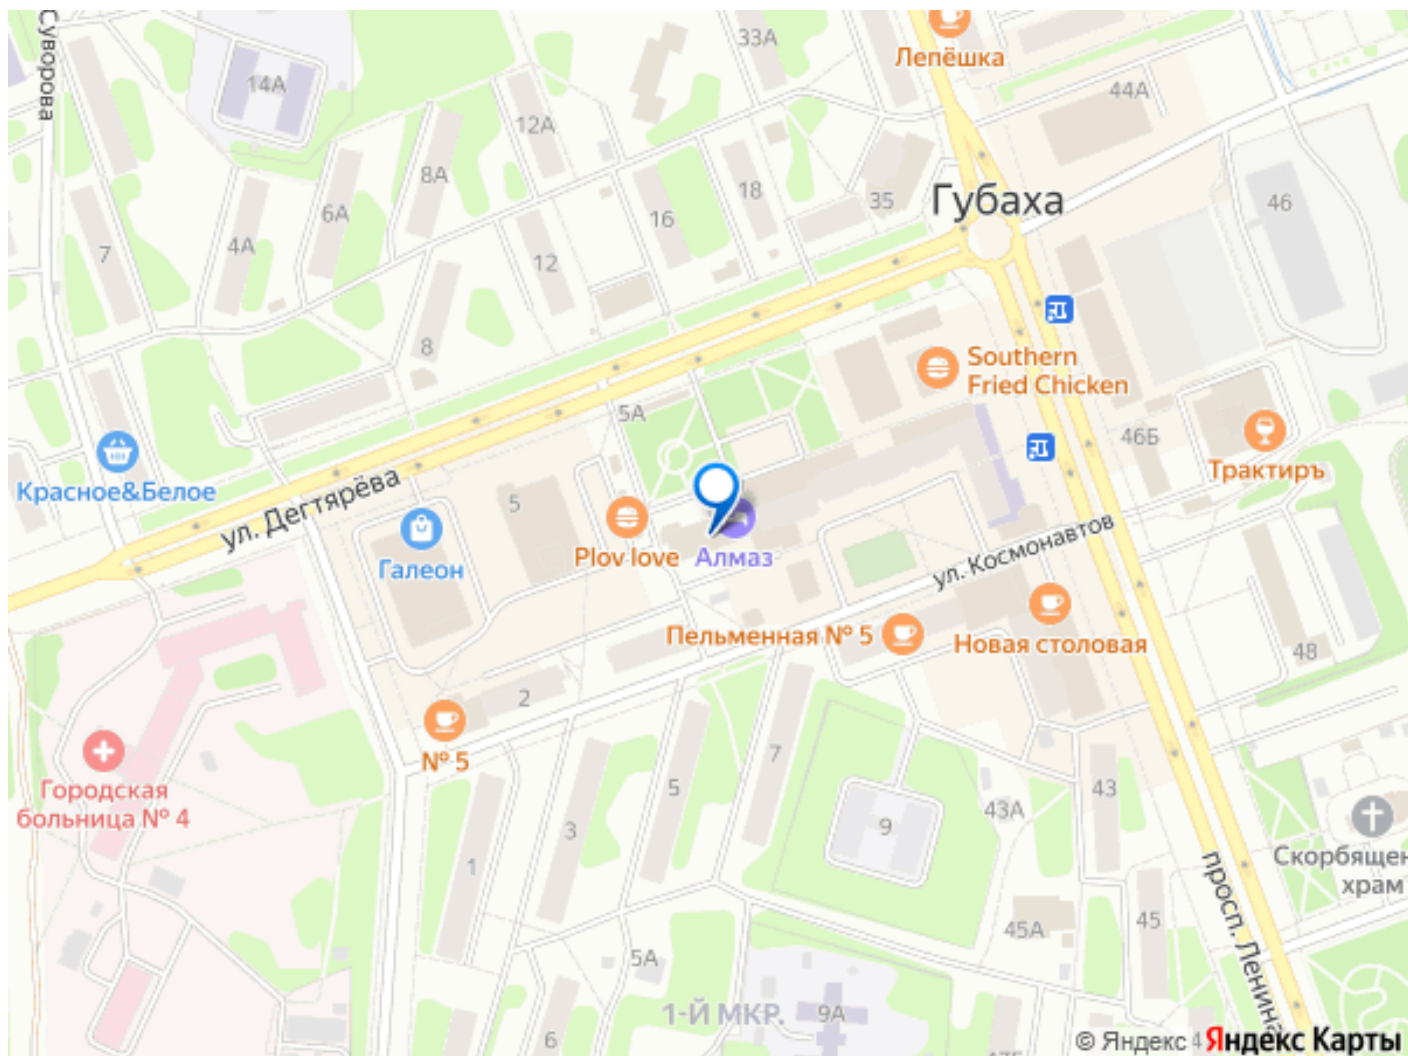 Суворова
14А
33А
Лепёшка
44А
12А
8А
6А
4А
7
16
18
35
Губаха
46
12
8
Southern
Fried Chicken
5А
46Б
Трактиръ
Красное&Белое
ул. Дегтярёва
5
Галеон
Plov love
Алмаз
ул. Космонавтов
Пельменная № 5
Новая столовая
48
2
№ 5
Городская
больница № 4
7
5
3
1
9
43А
43
Скорбящен
храм
просп. Ленина
45А
45
5А
1-Й МКР.
9А
6
4
© Яндекс
Яндекс Карты